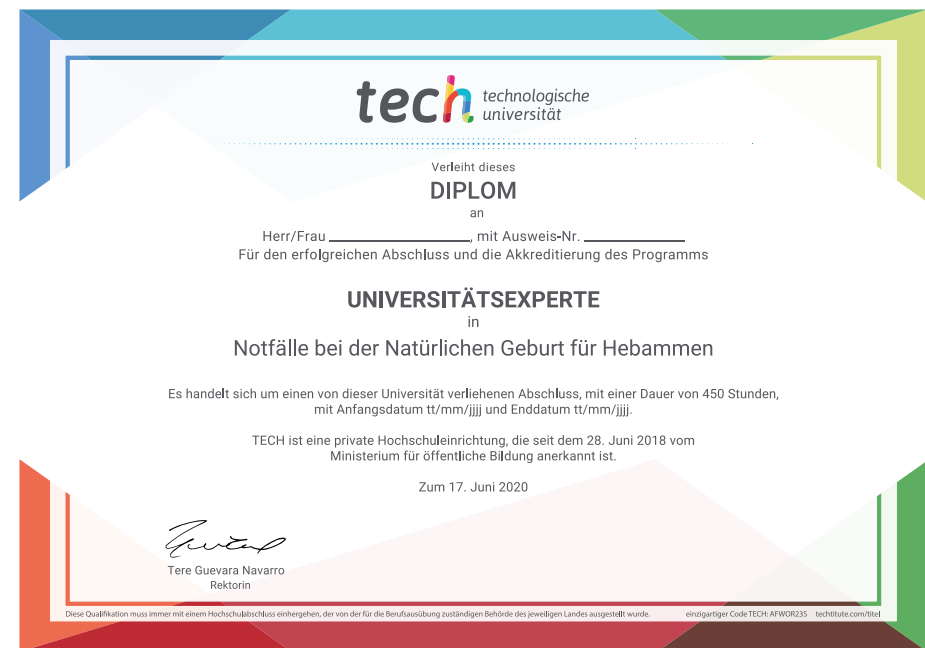 tech technologische
universität
Verleiht dieses
DIPLOM
an
Herr/Frau ____________________, mit Ausweis-Nr. ______________
Für den erfolgreichen Abschluss und die Akkreditierung des Programms
UNIVERSITÄTSEXPERTE
in
Notfälle bei der Natürlichen Geburt für Hebammen
Es handelt sich um einen von dieser Universität verliehenen Abschluss, mit einer Dauer von 450 Stunden,
mit Anfangsdatum tt/mm/jjjj und Enddatum tt/mm/jjjj.
TECH ist eine private Hochschuleinrichtung, die seit dem 28. Juni 2018 vom
Ministerium für öffentliche Bildung anerkannt ist.
Zum 17. Juni 2020
Tere Guevara Navarro
Rektorin
Diese Qualifikation muss immer mit einem Hochschulabschluss einhergehen, der von der für die Berufsausübung zuständigen Behörde des jeweiligen Landes ausgestellt wurde. einzigartiger Code TECH: AFWOR23S techtitute.com/titel